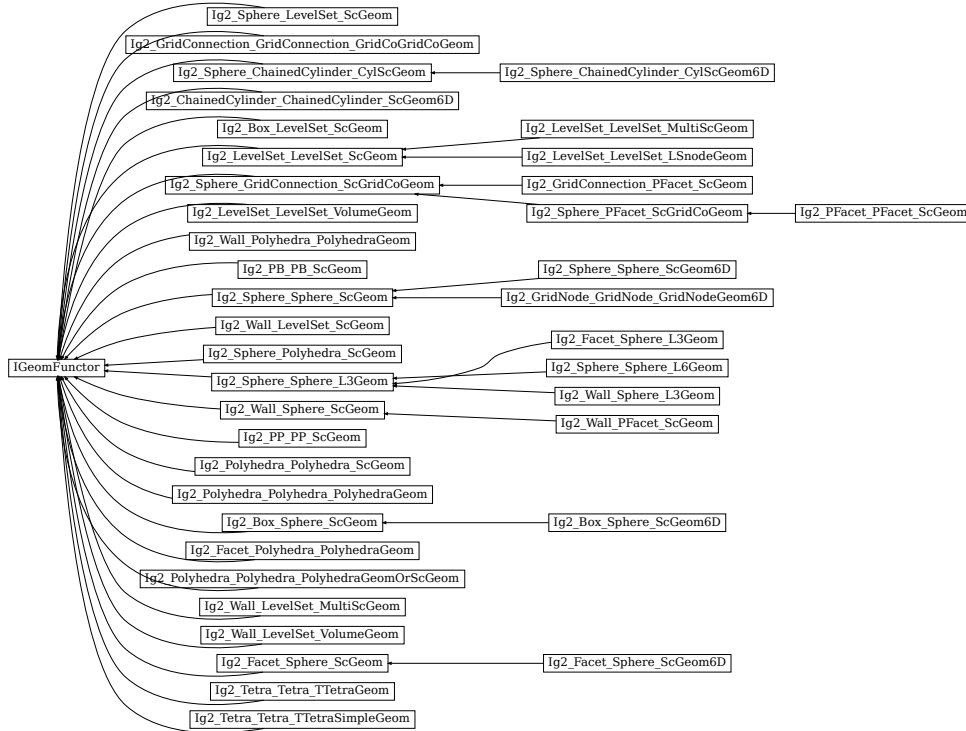 Ig2_Sphere_LevelSet_ScGeom
Ig2_GridConnection_GridConnection_GridCoGridCoGeom
Ig2_Sphere_ChainedCylinder_CylScGeom
Ig2_Sphere_ChainedCylinder_CylScGeom6D
Ig2_ChainedCylinder_ChainedCylinder_ScGeom6D
Ig2_Box_LevelSet_ScGeom
Ig2_LevelSet_LevelSet_MultiScGeom
Ig2_LevelSet_LevelSet_ScGeom
Ig2_LevelSet_LevelSet_LSnodeGeom
Ig2_Sphere_GridConnection_ScGridCoGeom
Ig2_GridConnection_PFacet_ScGeom
Ig2_LevelSet_LevelSet_VolumeGeom
Ig2_Sphere_PFacet_ScGridCoGeom
Ig2_PFacet_PFacet_ScGeom
Ig2_Wall_Polyhedra_PolyhedraGeom
Ig2_PB_PB_ScGeom
Ig2_Sphere_Sphere_ScGeom6D
Ig2_Sphere_Sphere_ScGeom
Ig2_GridNode_GridNode_GridNodeGeom6D
Ig2_Wall_LevelSet_ScGeom
Ig2_Facet_Sphere_L3Geom
Ig2_Sphere_Polyhedra_ScGeom
IGeomFunctor
Ig2_Sphere_Sphere_L6Geom
Ig2_Sphere_Sphere_L3Geom
Ig2_Wall_Sphere_L3Geom
Ig2_Wall_Sphere_ScGeom
Ig2_Wall_PFacet_ScGeom
Ig2_PP_PP_ScGeom
Ig2_Polyhedra_Polyhedra_ScGeom
Ig2_Polyhedra_Polyhedra_PolyhedraGeom
Ig2_Box_Sphere_ScGeom
Ig2_Box_Sphere_ScGeom6D
Ig2_Facet_Polyhedra_PolyhedraGeom
Ig2_Polyhedra_Polyhedra_PolyhedraGeomOrScGeom
Ig2_Wall_LevelSet_MultiScGeom
Ig2_Wall_LevelSet_VolumeGeom
Ig2_Facet_Sphere_ScGeom
Ig2_Facet_Sphere_ScGeom6D
Ig2_Tetra_Tetra_TTetraGeom
Ig2_Tetra_Tetra_TTetraSimpleGeom